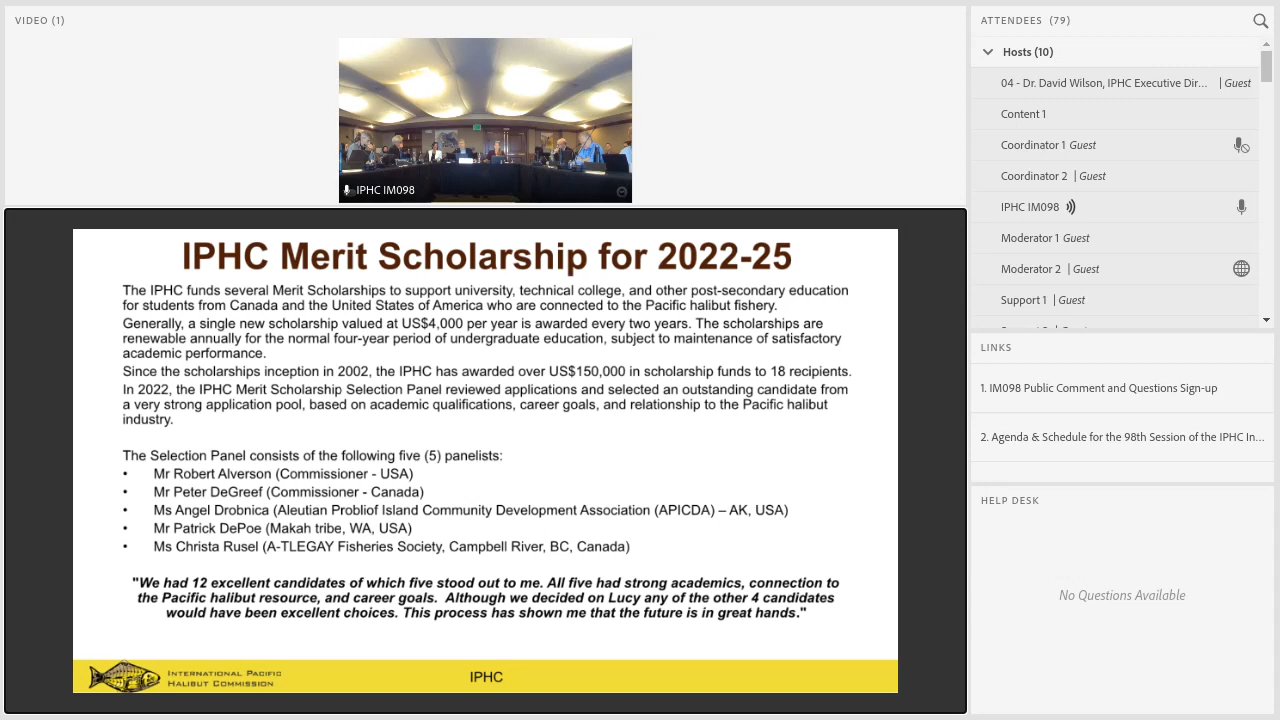 VIDEO (1)
IPHC IM098
IPHC Merit Scholarship for 2022-25
The IPHC funds several Merit Scholarships to support university, technical college, and other post-secondary education
for students from Canada and the United States of America who are connected to the Pacific halibut fishery.
Generally, a single new scholarship valued at US$4,000 per year is awarded every two years. The scholarships are
renewable annually for the normal four-year period of undergraduate education, subject to maintenance of satisfactory
academic performance.
Since the scholarships inception in 2002, the IPHC has awarded over US$150,000 in scholarship funds to 18 recipients.
In 2022, the IPHC Merit Scholarship Selection Panel reviewed applications and selected an outstanding candidate from
a very strong application pool, based on academic qualifications, career goals, and relationship to the Pacific halibut
industry.
The Selection Panel consists of the following five (5) panelists:
• Mr Robert Alverson (Commissioner - USA)
• Mr Peter DeGreef (Commissioner - Canada)
• Ms Angel Drobnica (Aleutian Probliof Island Community Development Association (APICDA) – AK, USA)
• Mr Patrick DePoe (Makah tribe, WA, USA)
• Ms Christa Rusel (A-TLEGAY Fisheries Society, Campbell River, BC, Canada)
"We had 12 excellent candidates of which five stood out to me. All five had strong academics, connection to
the Pacific halibut resource, and career goals. Although we decided on Lucy any of the other 4 candidates
would have been excellent choices. This process has shown me that the future is in great hands."
INTERNATIONAL PACIFIC
HALIBUT COMMISSION
IPHC
ATTENDEES (79)
Hosts (10)
04 - Dr. David Wilson, IPHC Executive Dir... | Guest
Content 1
Coordinator 1 Guest
Coordinator 2 | Guest
IPHC IM098
Moderator 1 Guest
Moderator 2 | Guest
Support 1 | Guest
LINKS
1. IM098 Public Comment and Questions Sign-up
2. Agenda & Schedule for the 98th Session of the IPHC In...
HELP DESK
No Questions Available